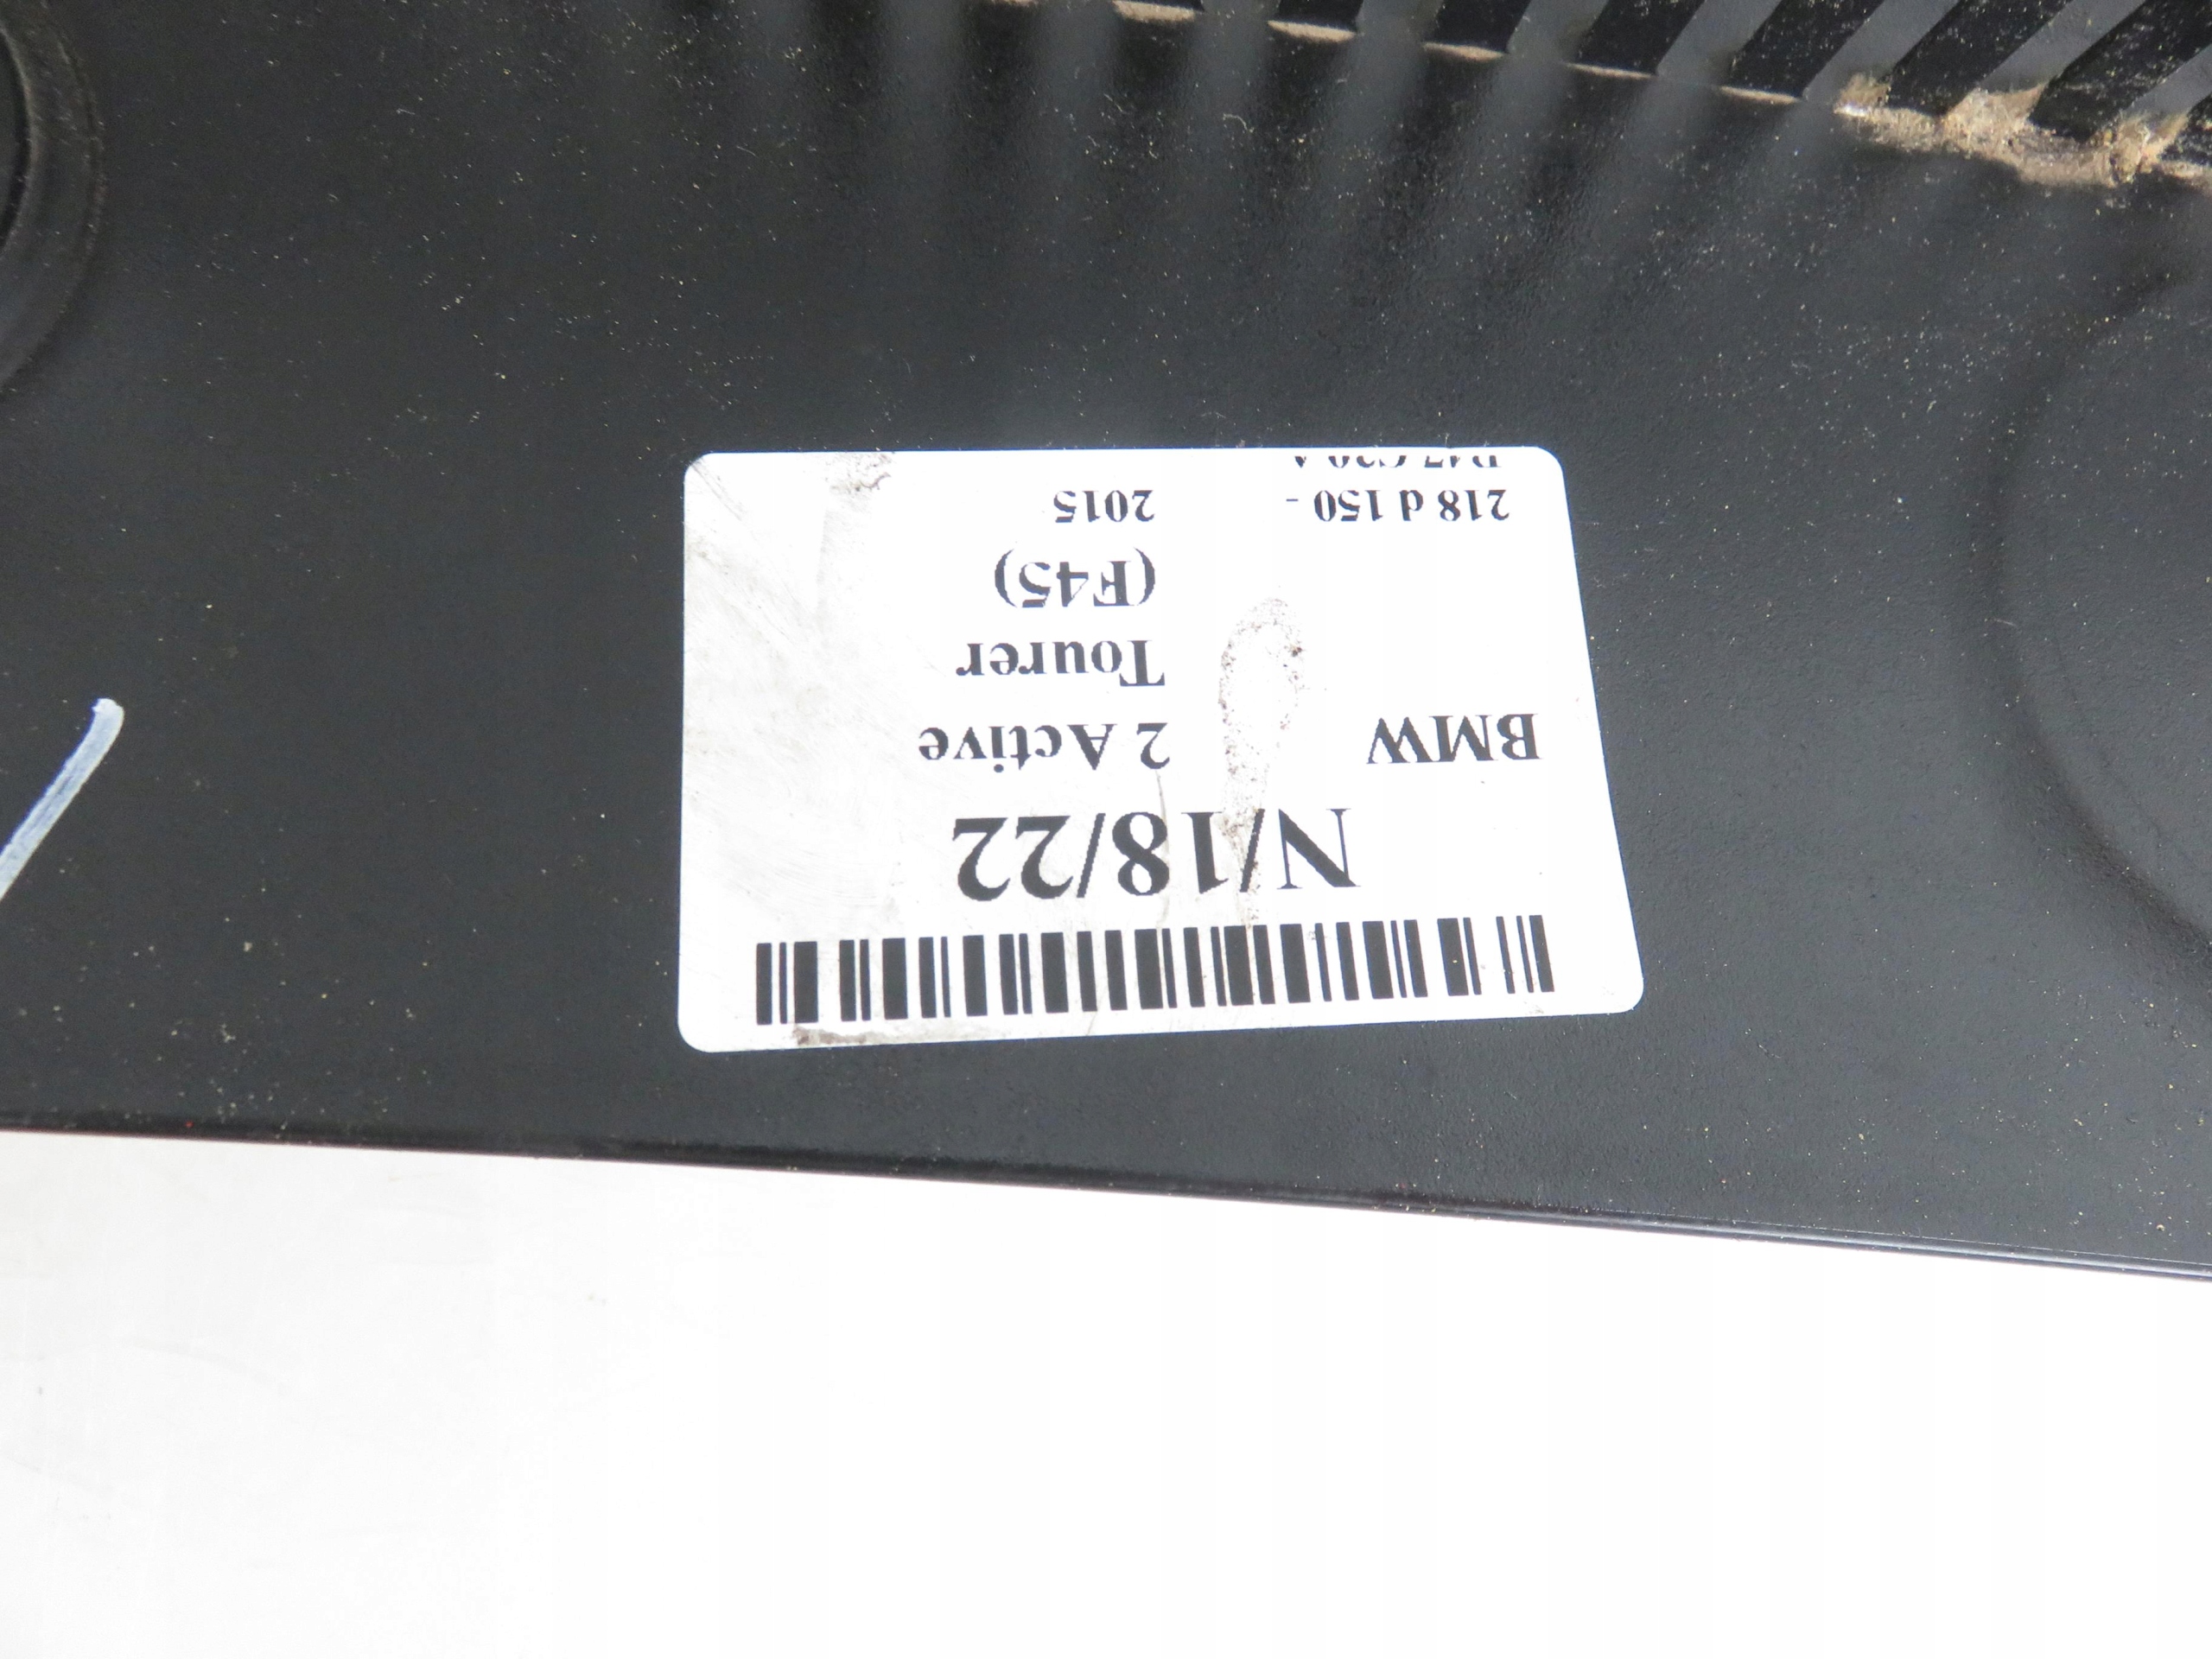 N/18/22
BMW 2 Active
Tourer
(F45)
218 d 150 - 2015